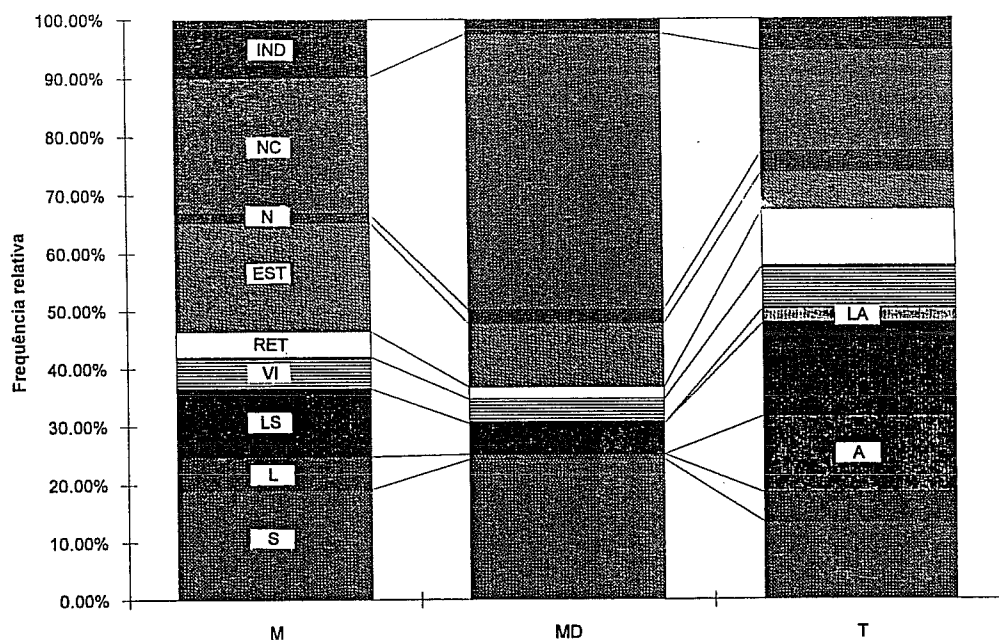 100.00%
90.00%
80.00%
70.00%
60.00%
50.00%
40.00%
30.00%
20.00%
10.00%
0.00%
Frequência relativa
IND
NC
N
EST
RET
VI
LS
L
S
LA
A
M
MD
T